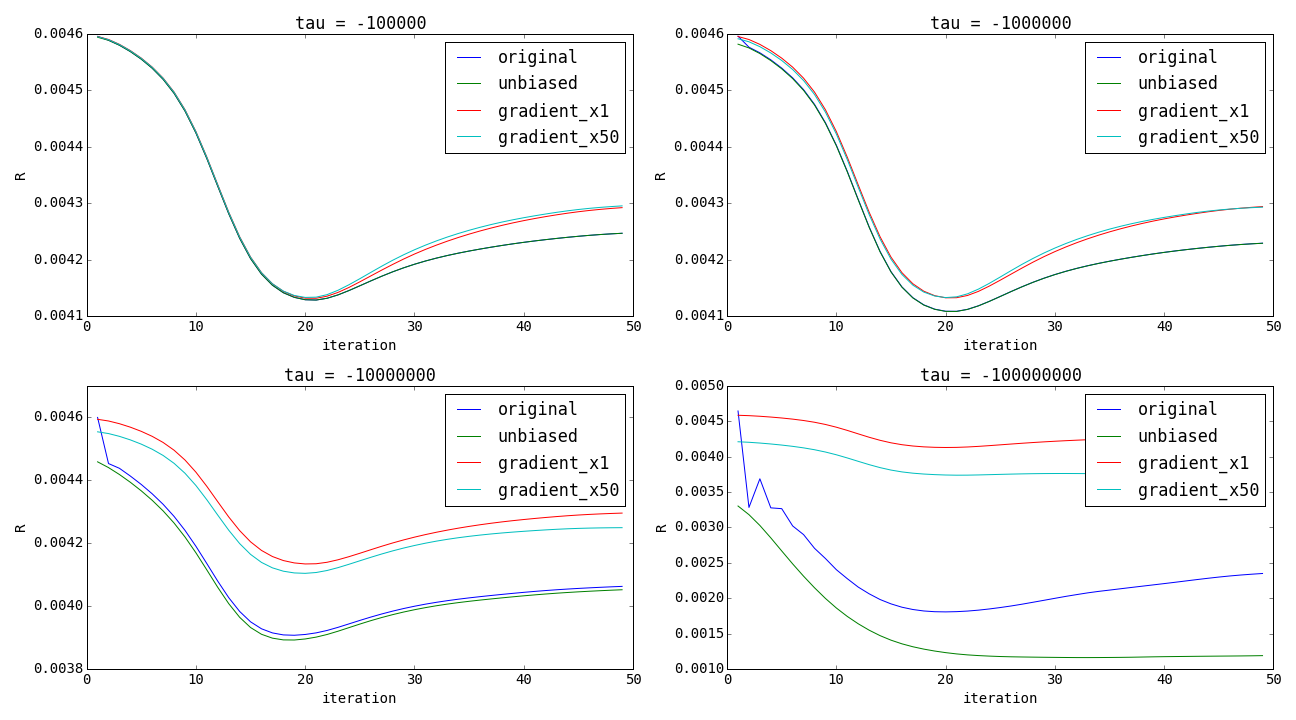 tau = -100000
0.0046
0.0045
0.0044
0.0043
0.0042
0.0041
R
original
unbiased
gradient_x1
gradient_x50
0 10 20 30 40 50
iteration
tau = -1000000
0.0046
0.0045
0.0044
0.0043
0.0042
0.0041
R
original
unbiased
gradient_x1
gradient_x50
0 10 20 30 40 50
iteration
tau = -10000000
0.0046
0.0044
0.0042
0.0040
0.0038
R
original
unbiased
gradient_x1
gradient_x50
0 10 20 30 40 50
iteration
tau = -100000000
0.0050
0.0045
0.0040
0.0035
0.0030
0.0025
0.0020
0.0015
0.0010
R
original
unbiased
gradient_x1
gradient_x50
0 10 20 30 40 50
iteration